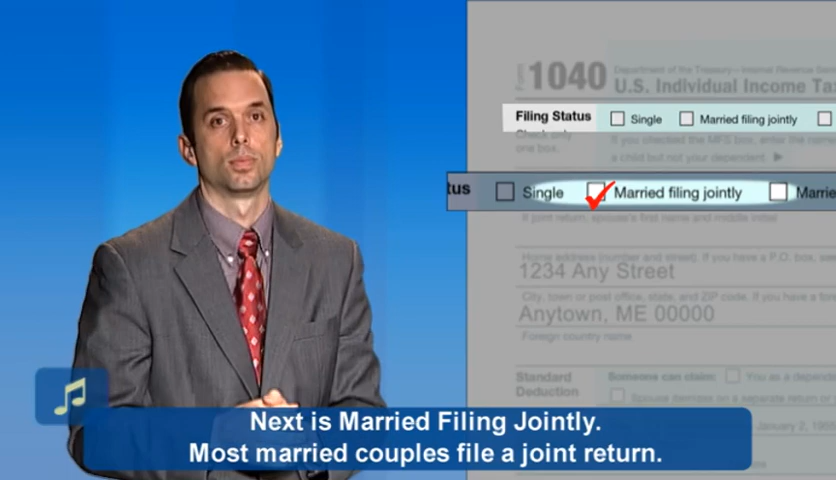 Form 1040 Department of the Treasury—Internal Revenue
U.S. Individual Income Ta
Filing Status Single Married filing jointly
Check only
one box.
If you checked the MFS box, enter the name
a child but not your dependent ▶
tus Single Married filing jointly Marrie
If joint return, spouse's first name and middle initial
Home address (number and street). If you have a P.O. box, see
1234 Any Street
City, town or post office, state, and ZIP code. If you have a
Anytown, ME 00000
Foreign country name
Standard
Deduction
Someone can claim: You as a depende
Spouse itemizes on a separate return or
January 2, 195
Next is Married Filing Jointly.
Most married couples file a joint return.